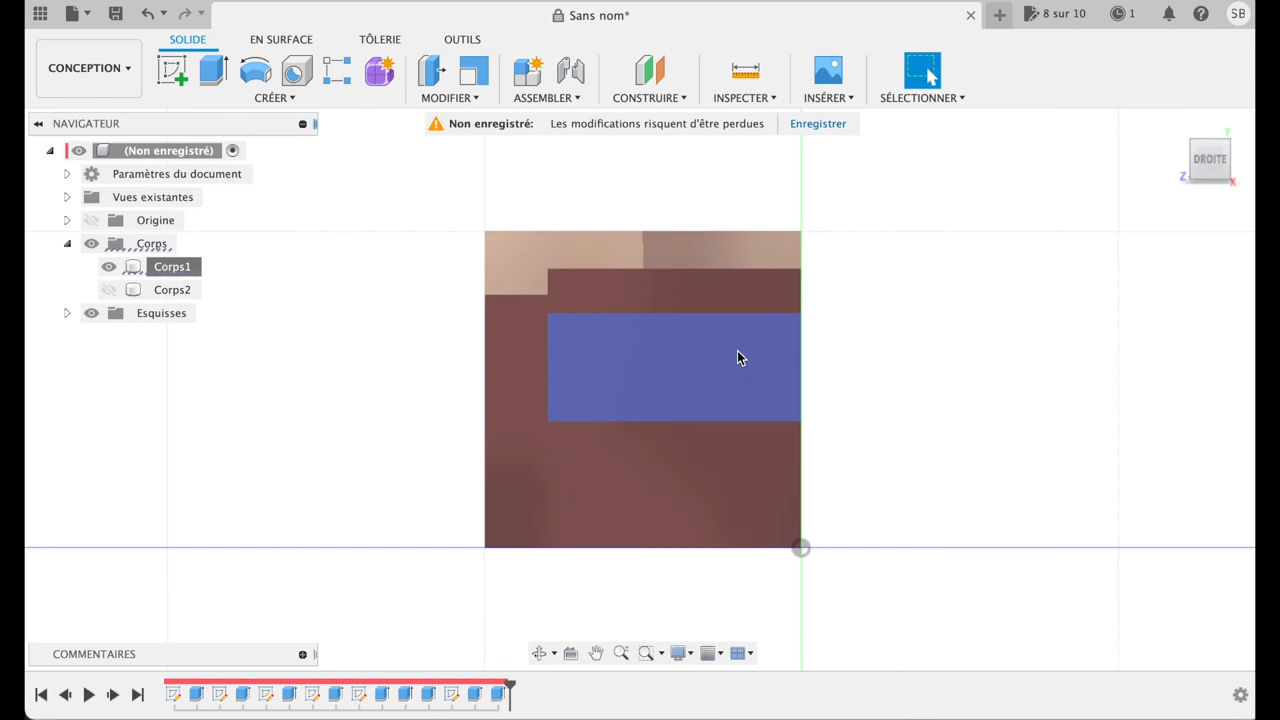 Sans nom*
8 sur 10
1
SB
SOLIDE
EN SURFACE
TÔLERIE
OUTILS
CONCEPTION
CRÉER
MODIFIER
ASSEMBLER
CONSTRUIRE
INSPECTER
INSÉRER
SÉLECTIONNER
NAVIGATEUR
Non enregistré: Les modifications risquent d'être perdues Enregistrer
(Non enregistré)
Paramètres du document
Vues existantes
Origine
Corps
Corps1
Corps2
Esquisses
Y
DROITE
Z
X
COMMENTAIRES